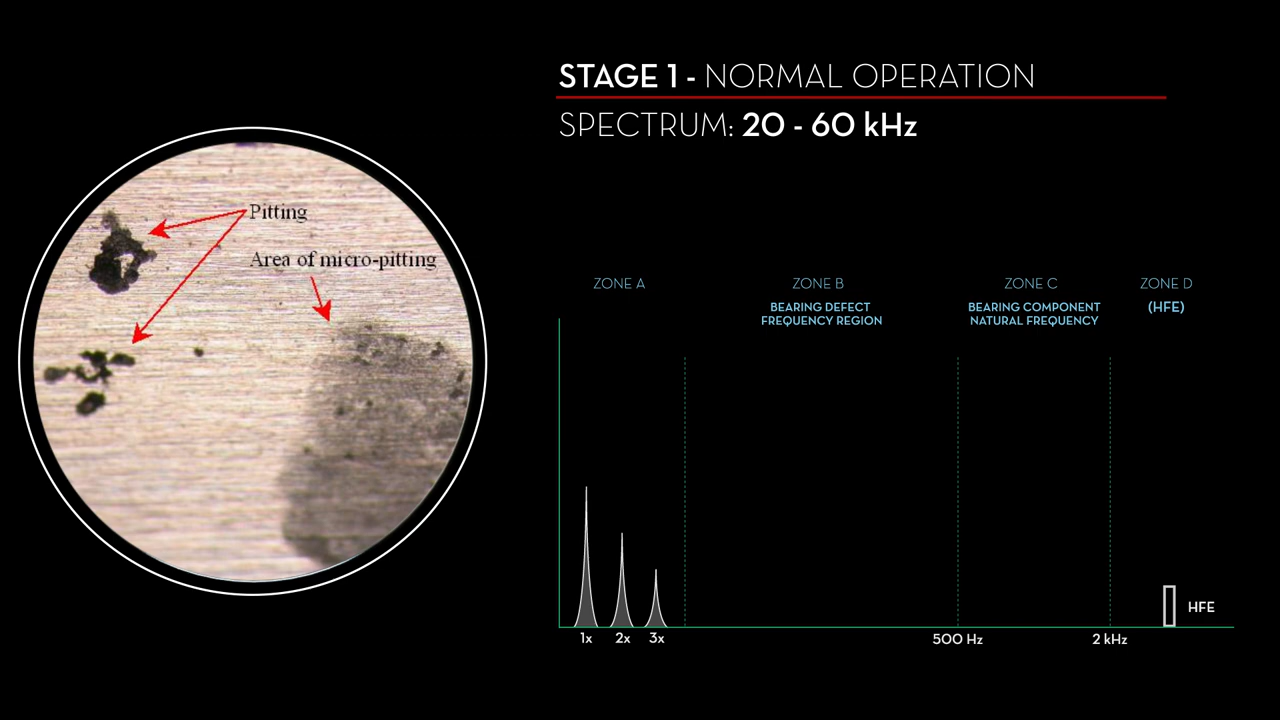 STAGE 1 - NORMAL OPERATION
SPECTRUM: 20 - 60 kHz
Pitting
Area of micro-pitting
ZONE A
ZONE B
ZONE C
ZONE D
BEARING DEFECT
FREQUENCY REGION
BEARING COMPONENT
NATURAL FREQUENCY
(HFE)
HFE
1x
2x
3x
500 Hz
2 kHz